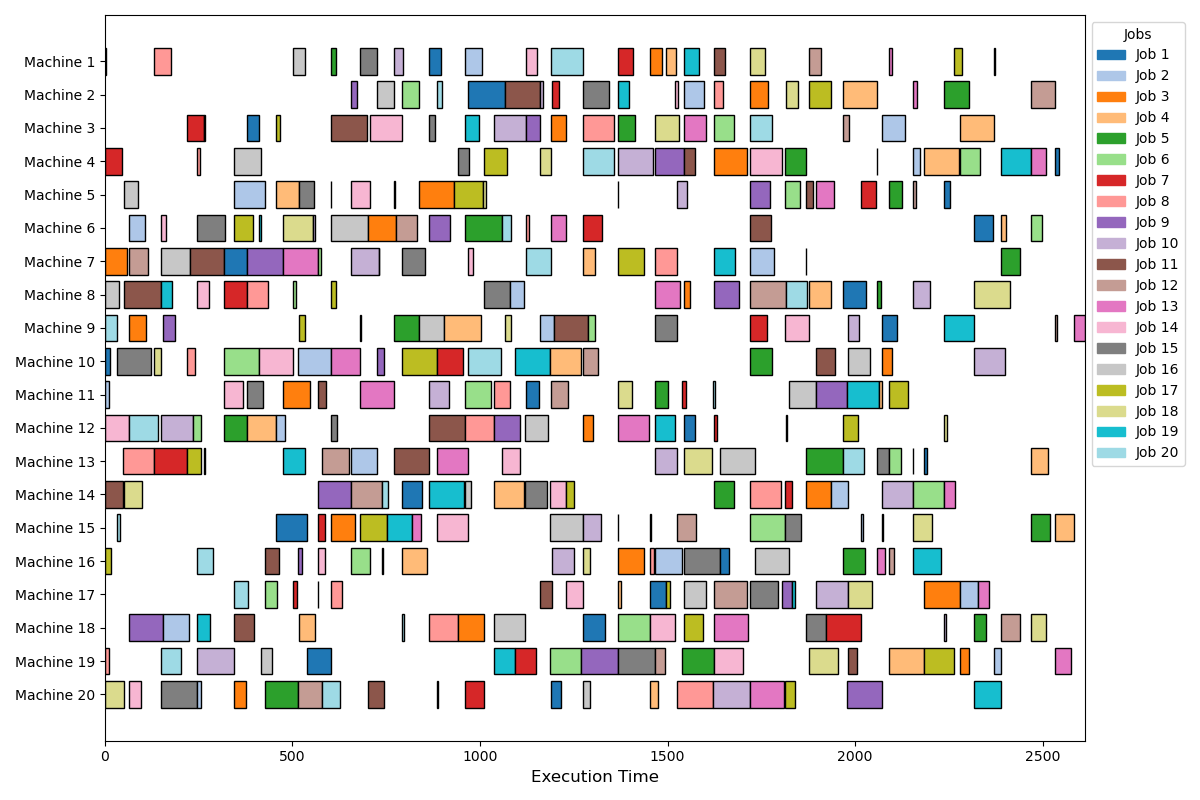 Machine 1
Machine 2
Machine 3
Machine 4
Machine 5
Machine 6
Machine 7
Machine 8
Machine 9
Machine 10
Machine 11
Machine 12
Machine 13
Machine 14
Machine 15
Machine 16
Machine 17
Machine 18
Machine 19
Machine 20
0 500 1000 1500 2000 2500
Execution Time
Jobs
Job 1
Job 2
Job 3
Job 4
Job 5
Job 6
Job 7
Job 8
Job 9
Job 10
Job 11
Job 12
Job 13
Job 14
Job 15
Job 16
Job 17
Job 18
Job 19
Job 20